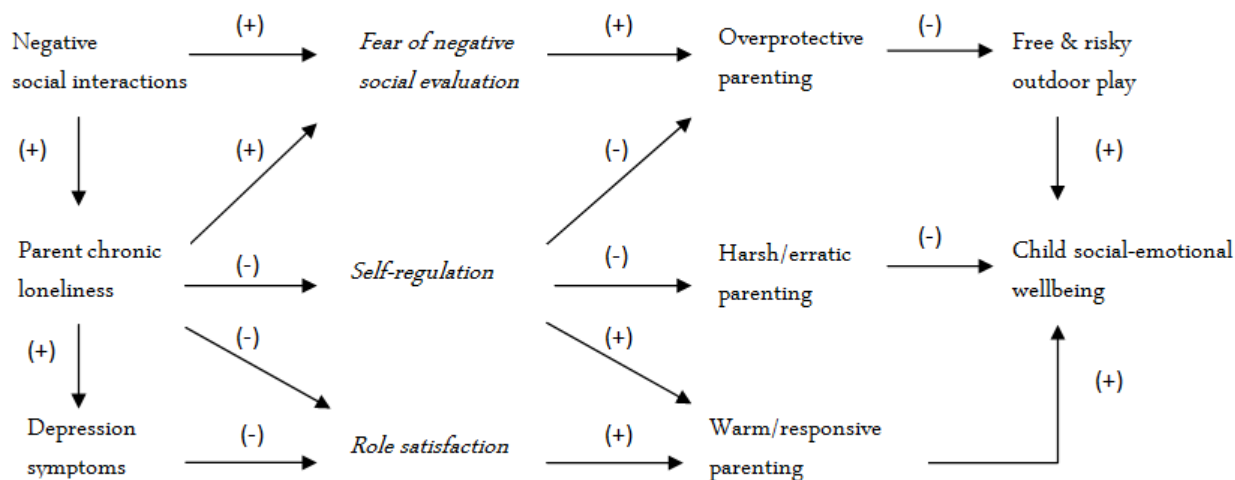 (+)
(+)
(-)
Negative
social interactions
Fear of negative
social evaluation
Overprotective
parenting
Free & risky
outdoor play
(+)
(+)
(-)
(+)
Parent chronic
loneliness
(-)
Self-regulation
(-)
Harsh/erratic
parenting
(-)
Child social-emotional
wellbeing
(+)
(-)
(+)
(+)
Depression
symptoms
(-)
Role satisfaction
(+)
Warm/responsive
parenting